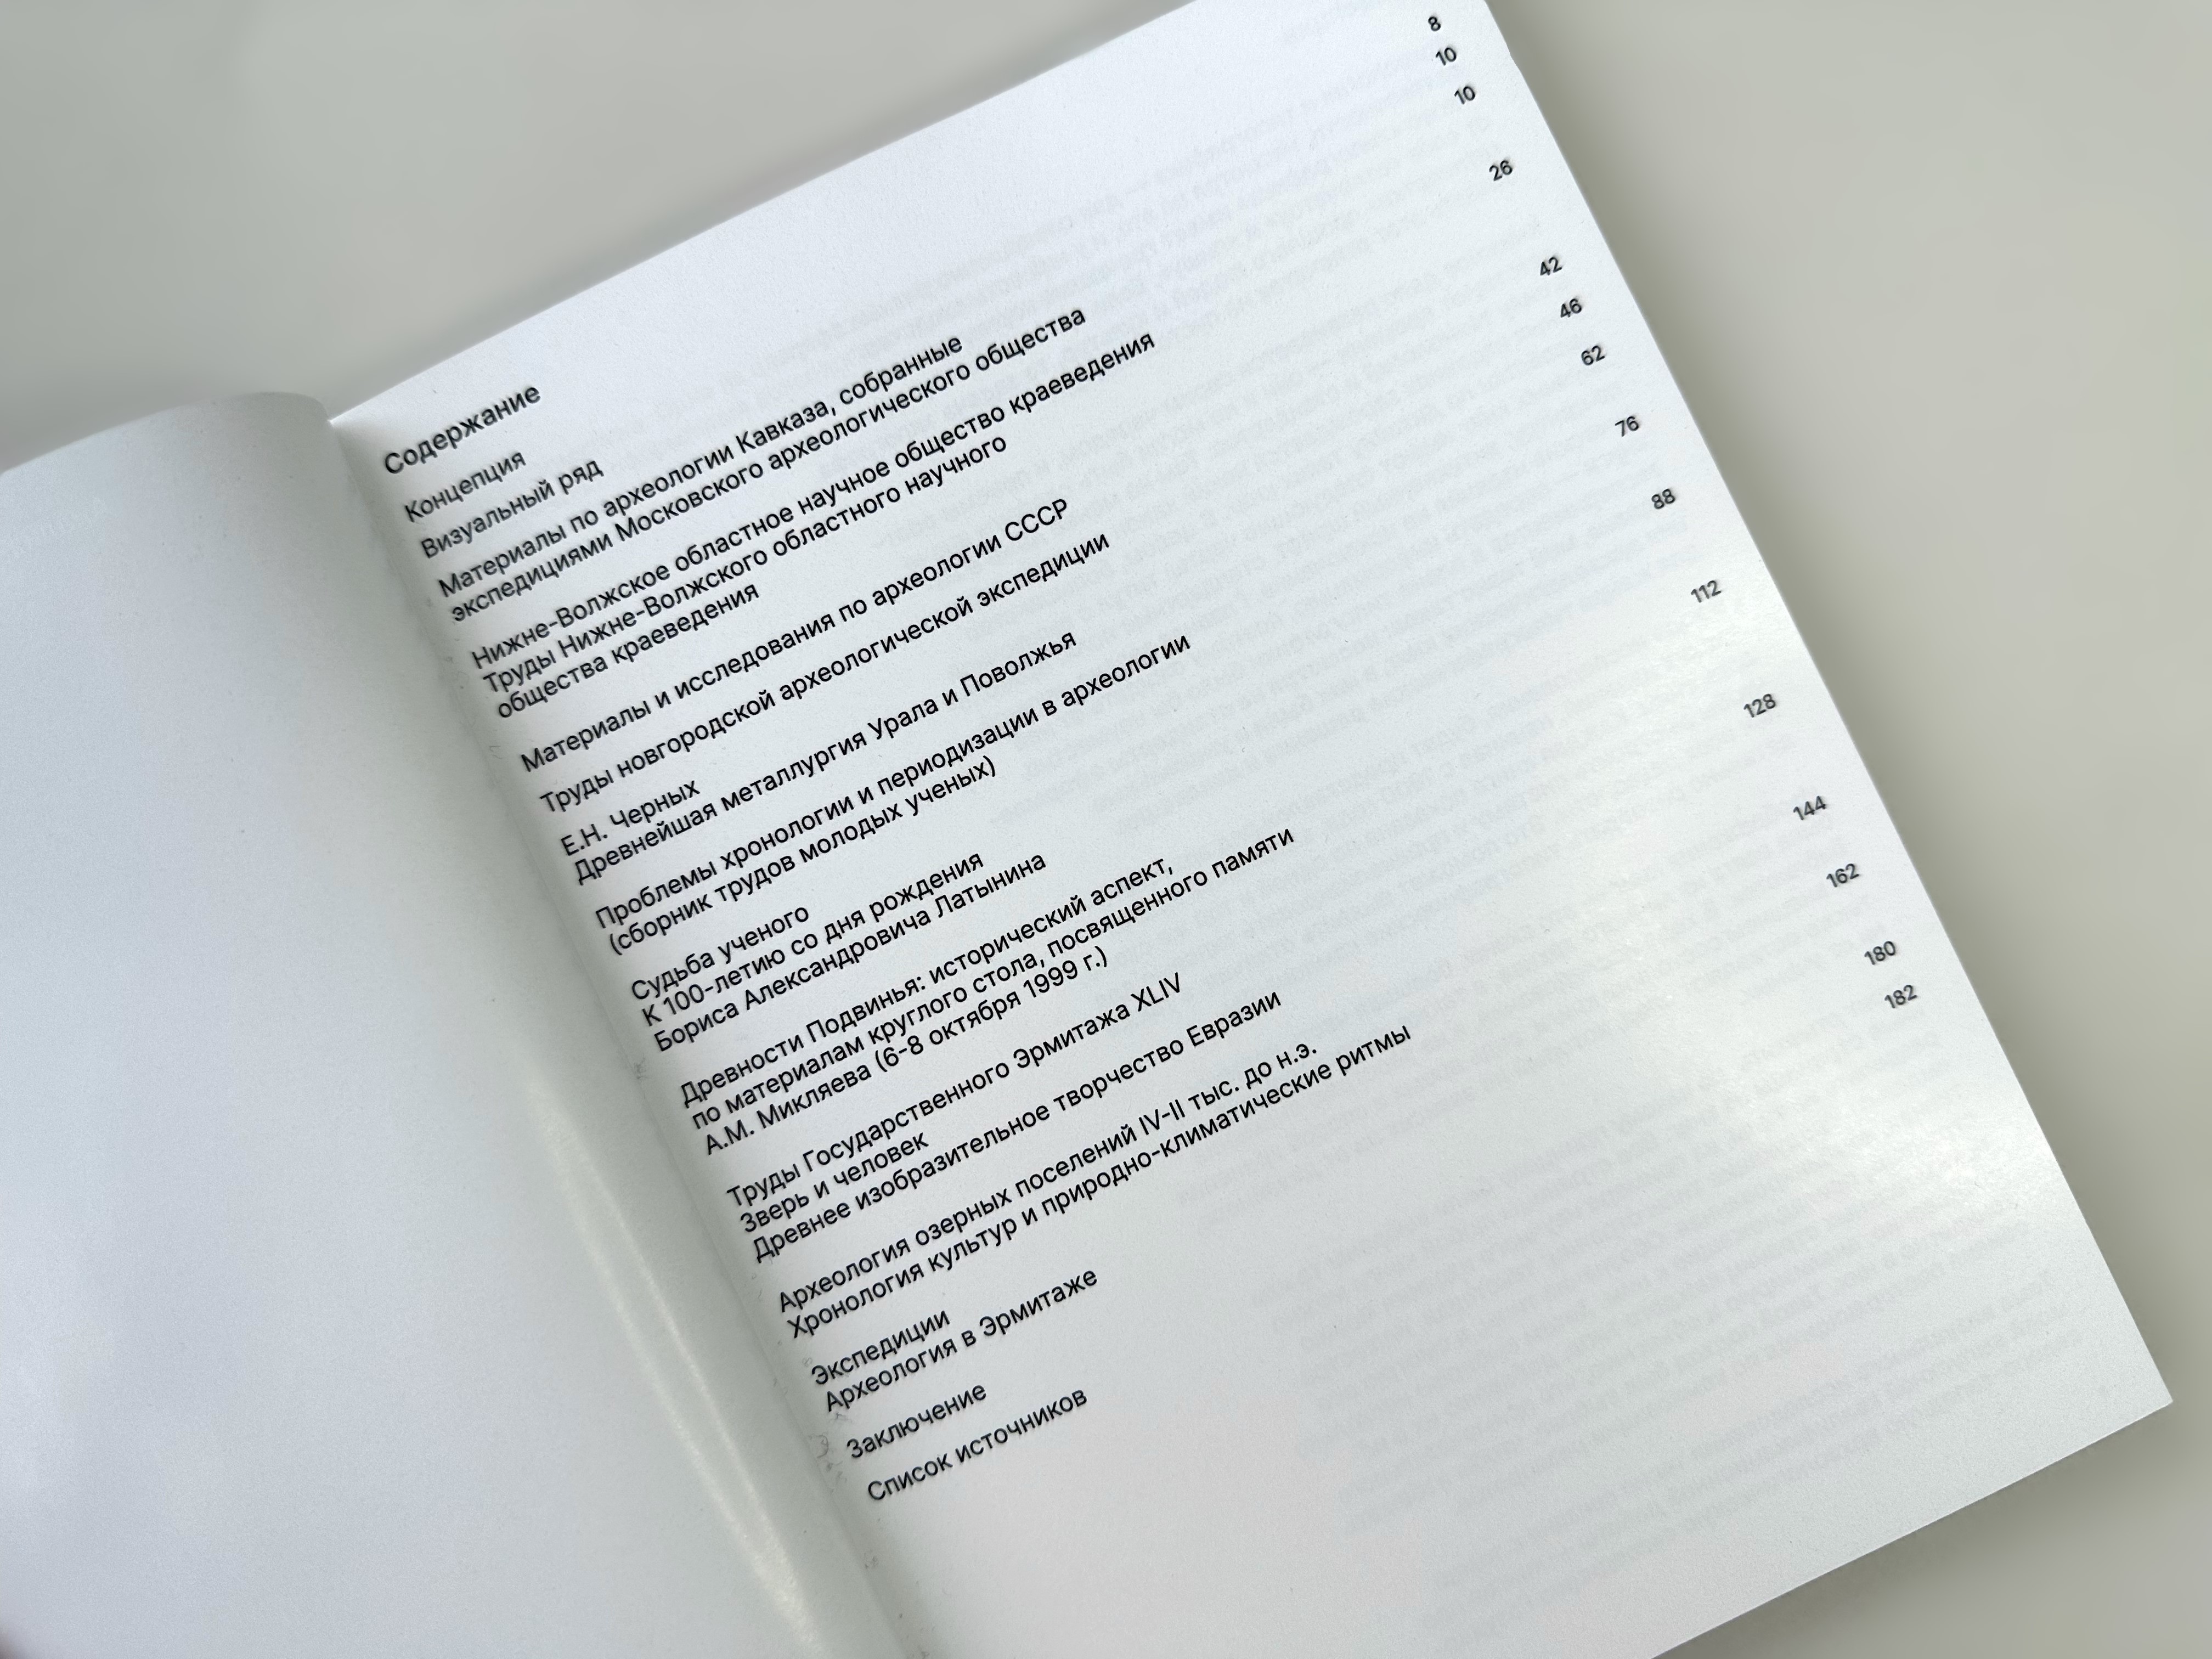 Содержание
Концепция 8
Визуальный ряд 10
Материалы по археологии Кавказа, собранные 10
экспедициями Московского археологического общества
Нижне-Волжское областное научное общество краеведения 26
Труды Нижне-Волжского областного научного
общества краеведения
Материалы и исследования по археологии СССР 42
Труды новгородской археологической экспедиции 46
Е.Н. Черных 62
Древнейшая металлургия Урала и Поволжья
Проблемы хронологии и периодизации в археологии 76
(сборник трудов молодых ученых)
Судьба ученого 88
К 100-летию со дня рождения
Бориса Александровича Латынина
Древности Подвинья: исторический аспект, 112
по материалам круглого стола, посвященного памяти
А.М. Микляева (6-8 октября 1999 г.)
Труды Государственного Эрмитажа XLIV 128
Зверь и человек
Древнее изобразительное творчество Евразии
Археология озерных поселений IV-II тыс. до н.э. 144
Хронология культур и природно-климатические ритмы
Экспедиции 162
Археология в Эрмитаже
Заключение 180
Список источников 182